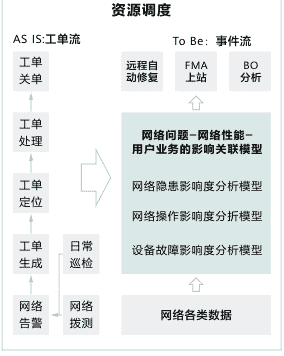 资源调度
AS IS:工单流
To Be：事件流
工单
关单
工单
处理
工单
定位
工单
生成
日常
巡检
网络
告警
网络
拨测
远程自
动修复
FMA
上站
BO
分析
网络问题–网络性能–
用户业务的影响关联模型
网络隐患影响度分析模型
网络操作影响度分折模型
设备故障影响度分析模型
网络各类数据